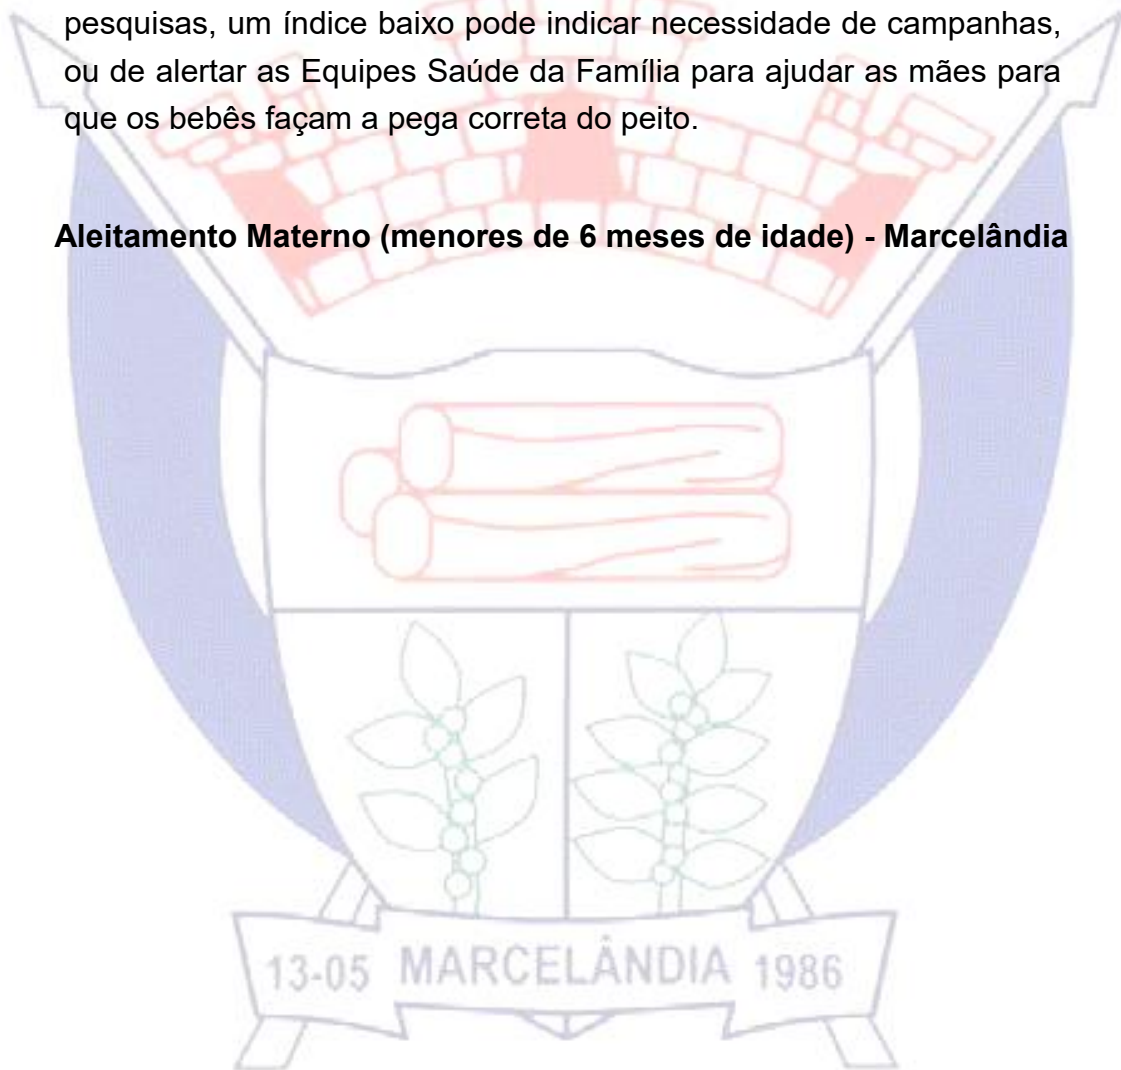 pesquisas, um índice baixo pode indicar necessidade de campanhas,
ou de alertar as Equipes Saúde da Família para ajudar as mães para
que os bebês façam a pega correta do peito.
Aleitamento Materno (menores de 6 meses de idade) - Marcelândia
13-05 MARCELÂNDIA 1986